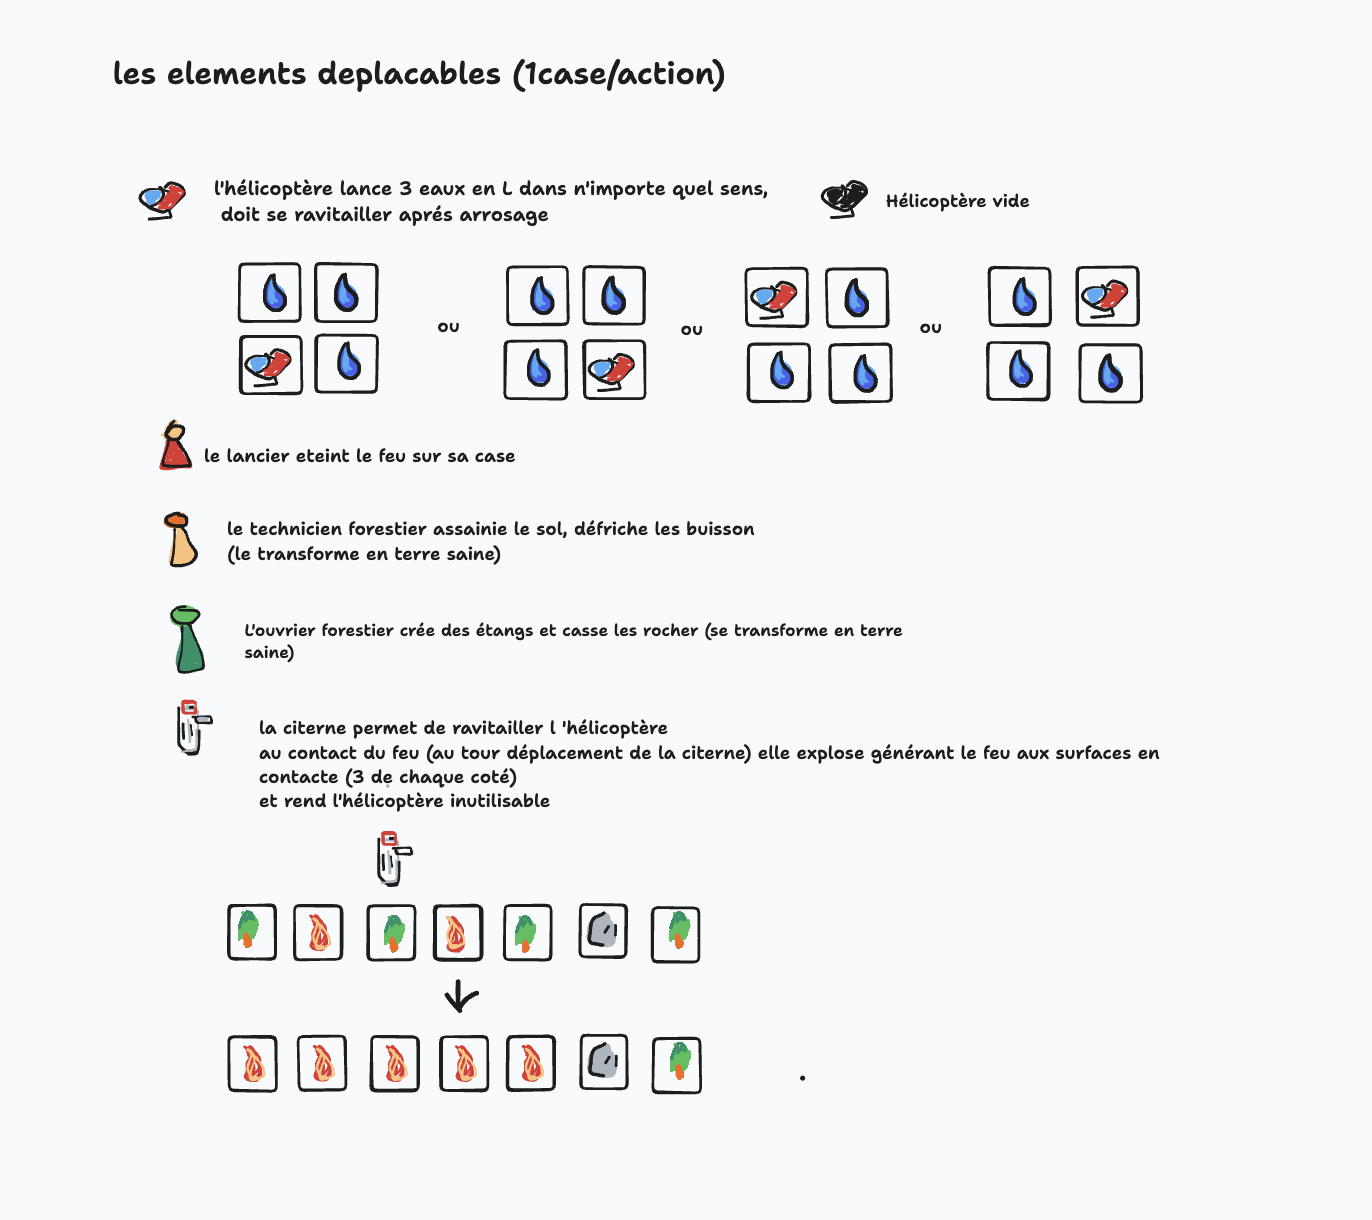 les elements deplacables (1case/action)
l'hélicoptère lance 3 eaux en L dans n'importe quel sens,
doit se ravitailler aprés arrosage
Hélicoptère vide
ou
ou
ou
le lancier eteint le feu sur sa case
le technicien forestier assainie le sol, défriche les buisson
(le transforme en terre saine)
L'ouvrier forestier crée des étangs et casse les rocher (se transforme en terre
saine)
la citerne permet de ravitailler l 'hélicoptère
au contact du feu (au tour déplacement de la citerne) elle explose générant le feu aux surfaces en
contacte (3 de chaque coté)
et rend l'hélicoptère inutilisable